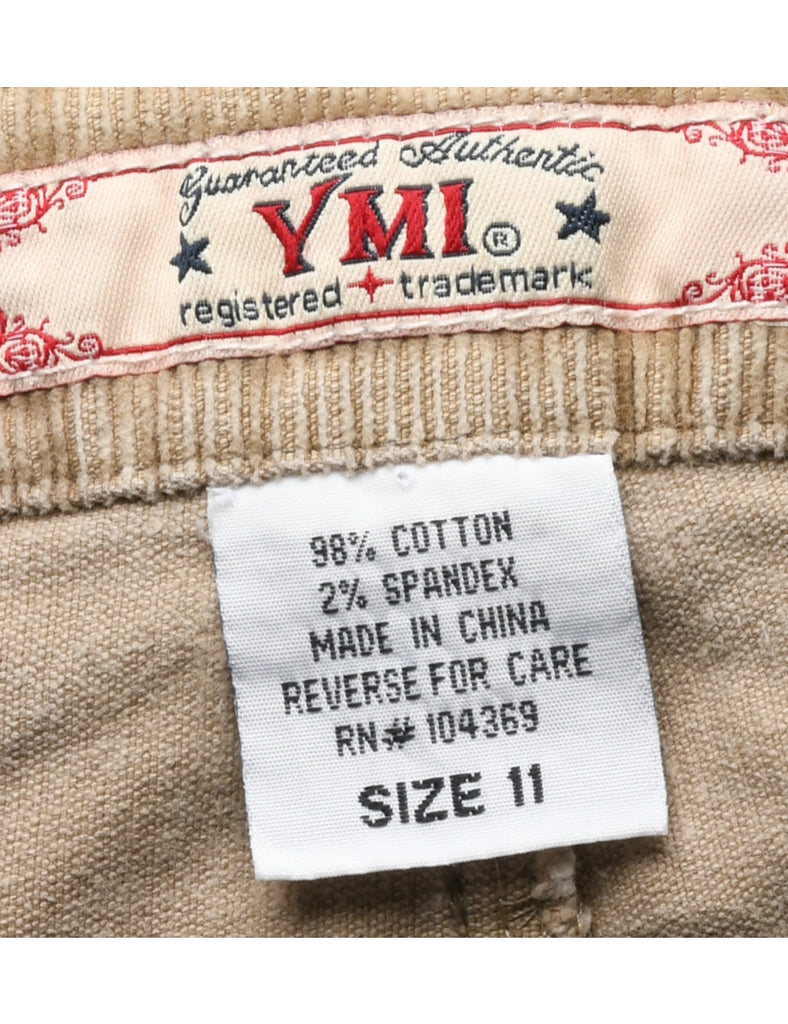 Guaranteed Authentic
YMI®
registered trademark
98% COTTON
2% SPANDEX
MADE IN CHINA
REVERSE FOR CARE
RN# 104369
SIZE 11